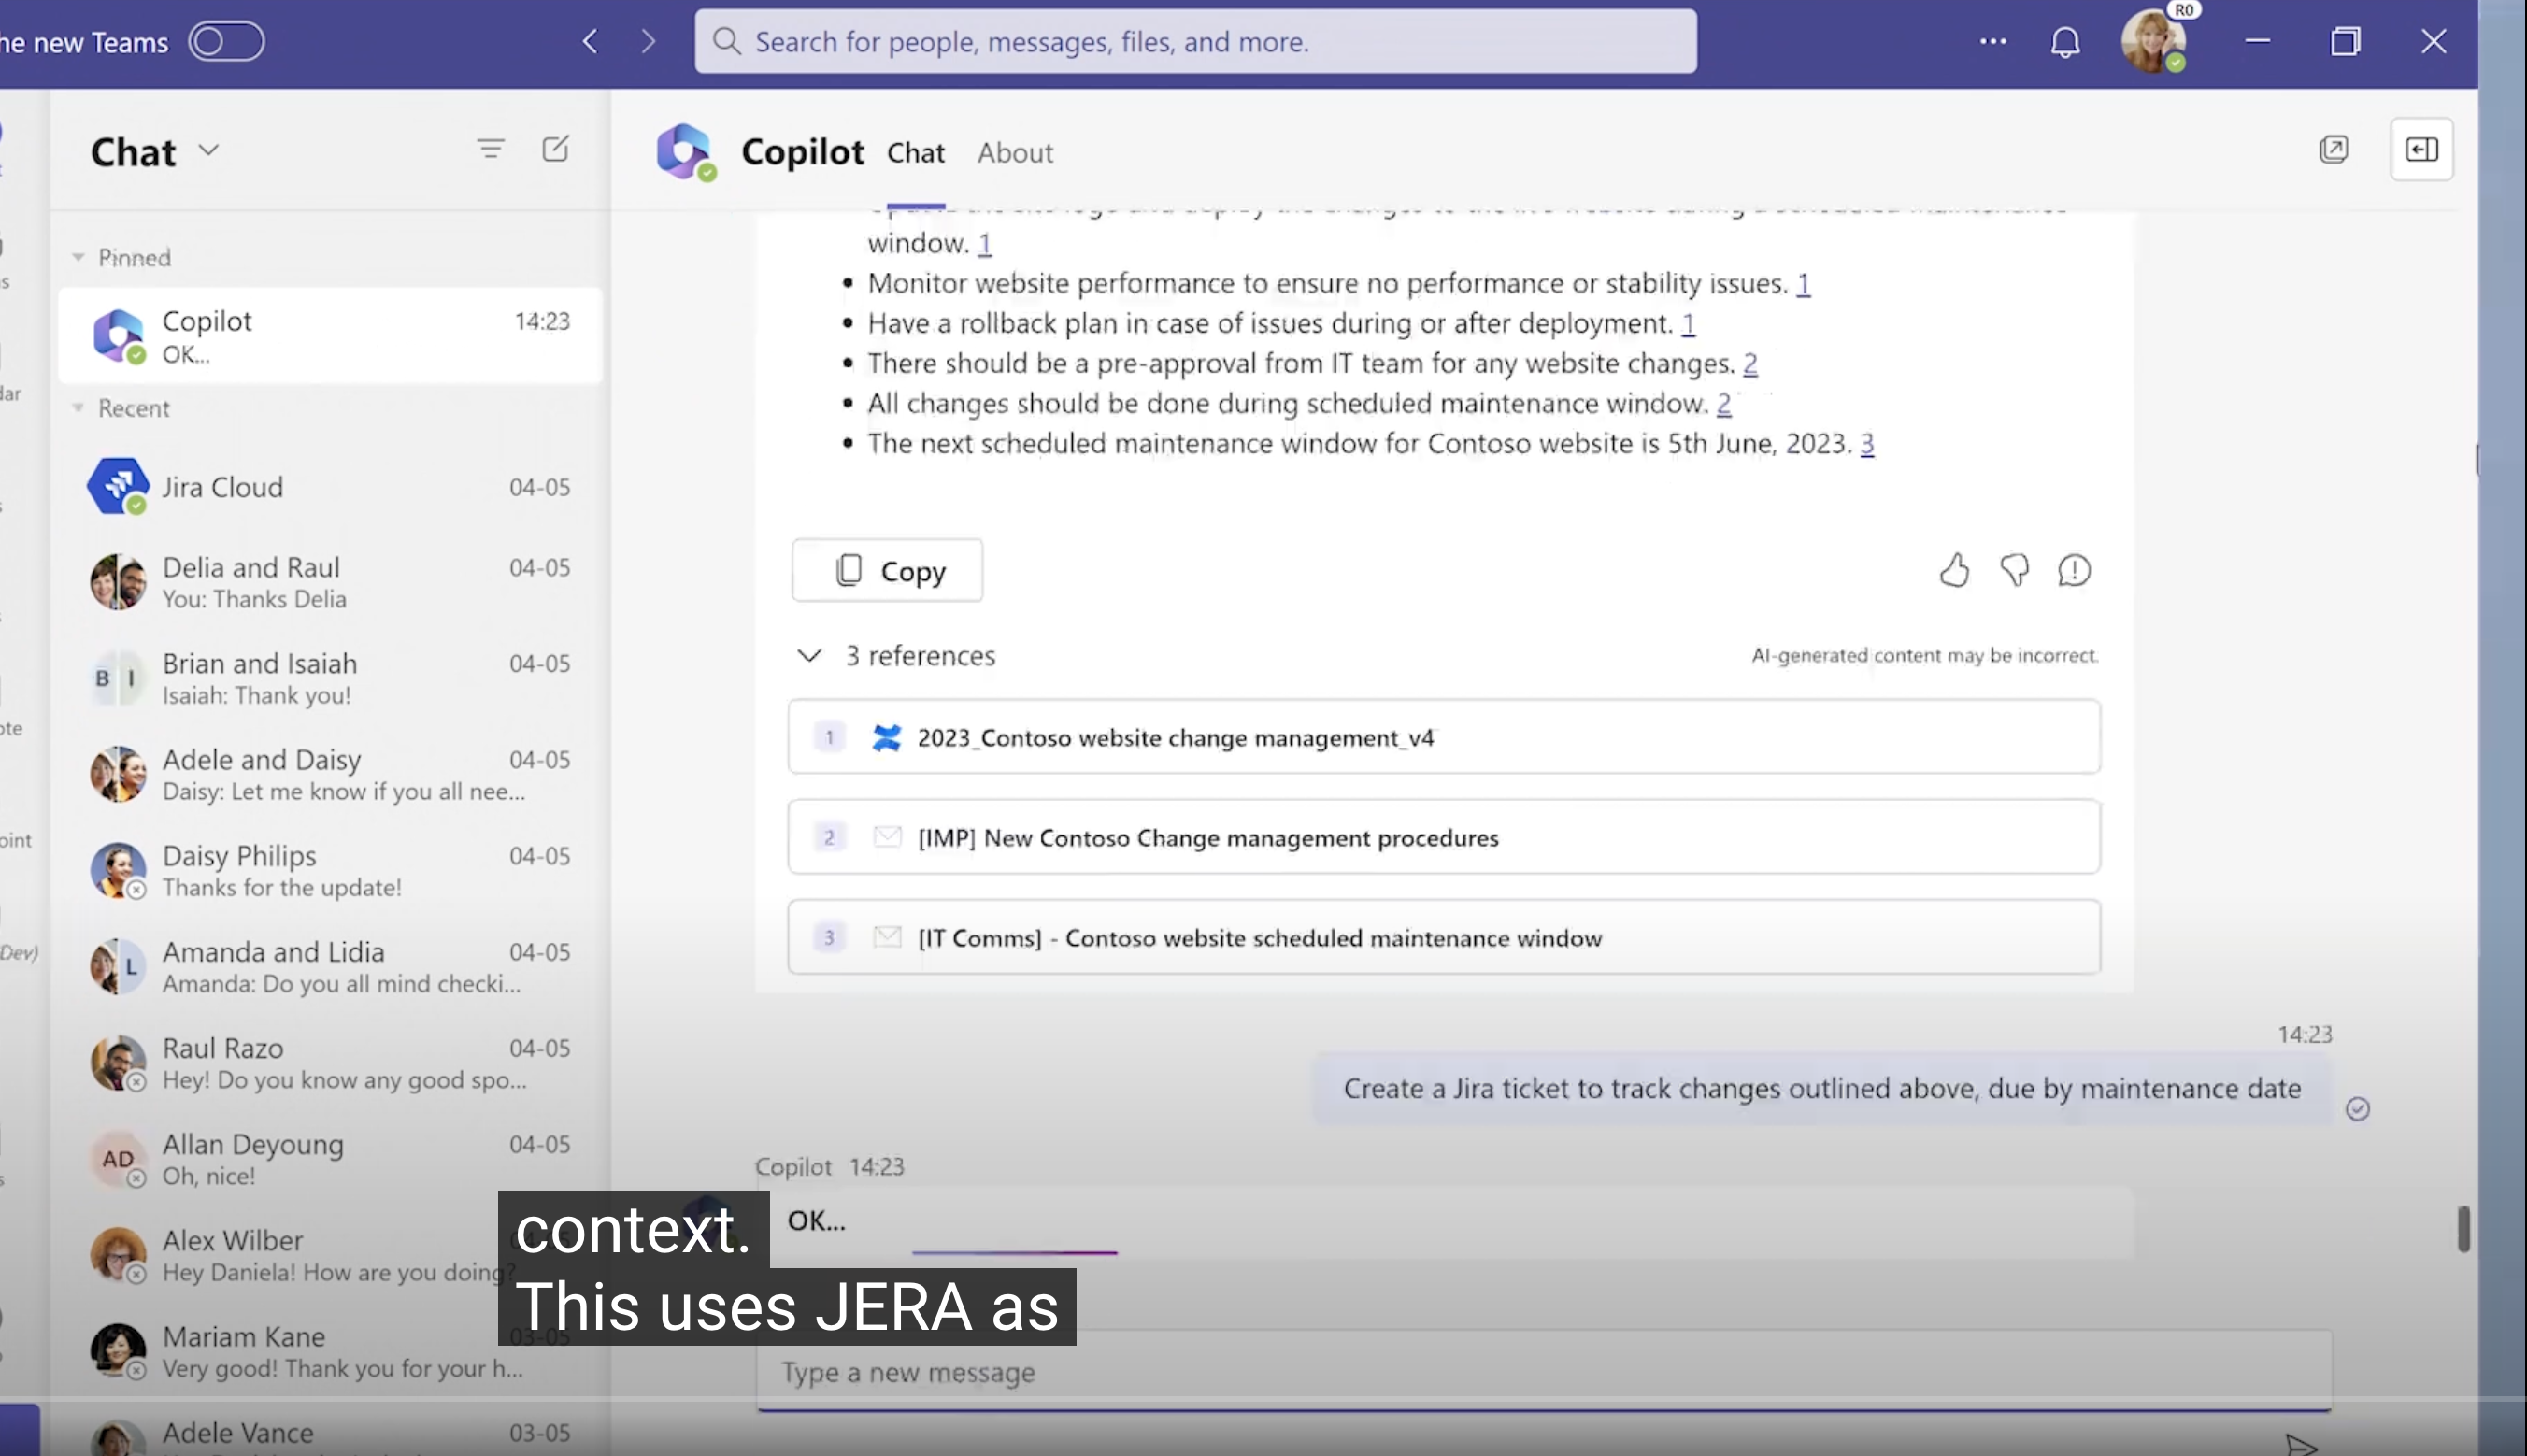 he new Teams
Search for people, messages, files, and more.
R0
Chat
Copilot
Chat
About
Pinned
Copilot
14:23
OK...
Recent
Jira Cloud
04-05
Delia and Raul
04-05
You: Thanks Delia
B I
Brian and Isaiah
04-05
Isaiah: Thank you!
Adele and Daisy
04-05
Daisy: Let me know if you all nee...
Daisy Philips
04-05
Thanks for the update!
L
Amanda and Lidia
04-05
Amanda: Do you all mind checki...
Raul Razo
04-05
Hey! Do you know any good spo...
AD
Allan Deyoung
04-05
Oh, nice!
Alex Wilber
Hey Daniela! How are you doing?
Mariam Kane
03-05
Very good! Thank you for your h...
Adele Vance
03-05
dar
ote
oint
(Dev)
window. 1
• Monitor website performance to ensure no performance or stability issues. 1
• Have a rollback plan in case of issues during or after deployment. 1
• There should be a pre-approval from IT team for any website changes. 2
• All changes should be done during scheduled maintenance window. 2
• The next scheduled maintenance window for Contoso website is 5th June, 2023. 3
Copy
3 references
AI-generated content may be incorrect.
1 2023_Contoso website change management_v4
2 [IMP] New Contoso Change management procedures
3 [IT Comms] - Contoso website scheduled maintenance window
14:23
Create a Jira ticket to track changes outlined above, due by maintenance date
Copilot 14:23
OK...
context.
This uses JERA as
Type a new message